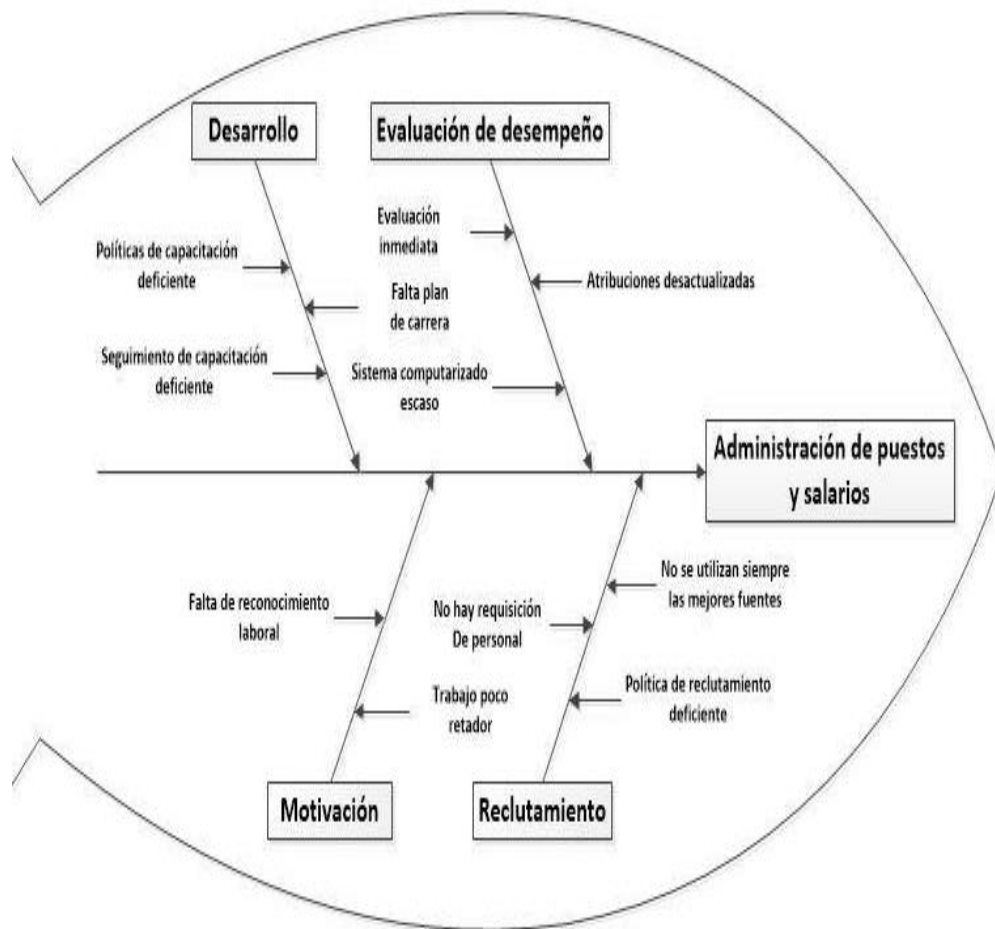 Desarrollo
Evaluación de desempeño
Evaluación
inmediata
Políticas de capacitación
deficiente
Atribuciones desactualizadas
Falta plan
de carrera
Seguimiento de capacitación
deficiente
Sistema computarizado
escaso
Administración de puestos
y salarios
No se utilizan siempre
las mejores fuentes
Falta de reconocimiento
laboral
No hay requisición
De personal
Trabajo poco
retador
Política de reclutamiento
deficiente
Motivación
Reclutamiento